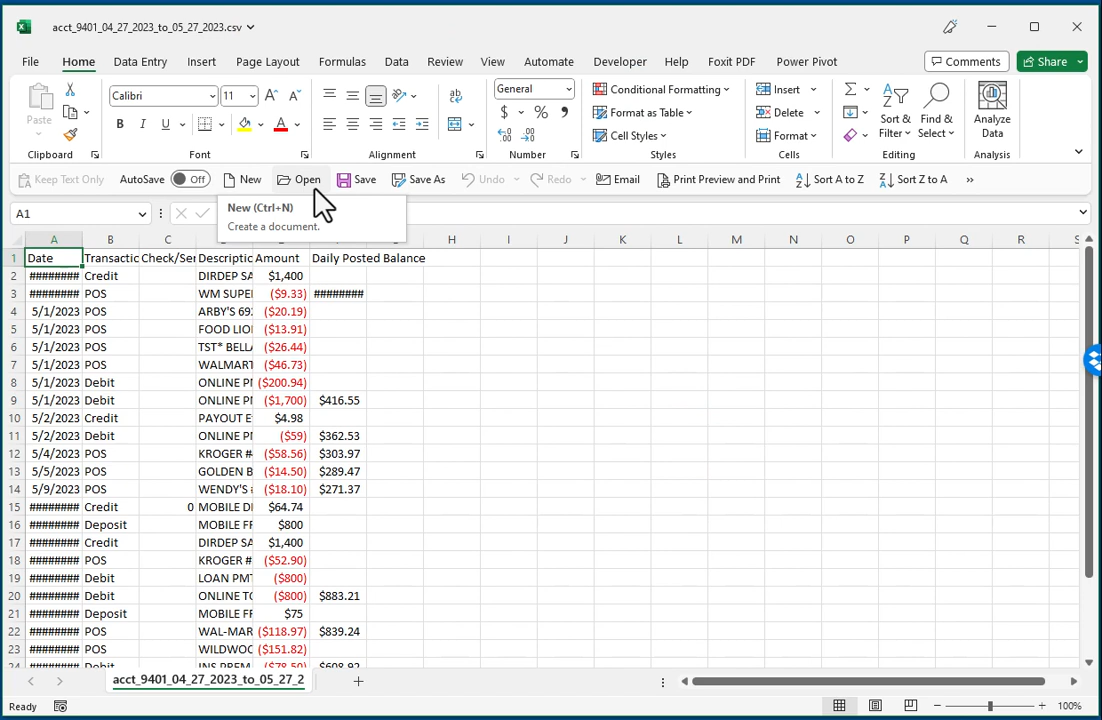 acct_9401_04_27_2023_to_05_27_2023.csv
File Home Data Entry Insert Page Layout Formulas Data Review View Automate Developer Help Foxit PDF Power Pivot Comments Share
Paste Calibri 11 General Conditional Formatting Insert Sort & Filter Find & Select Analyze Data
B I U $ % Format as Table Delete
Cell Styles Format
Clipboard Font Alignment Number Styles Cells Editing Analysis
Keep Text Only AutoSave Off New Open Save Save As Undo Redo Email Print Preview and Print Sort A to Z Sort Z to A
A1
New (Ctrl+N)
Create a document.
A B C H I J K L M N O P Q R S
1 Date Transactic Check/Ser Descriptic Amount Daily Posted Balance
2 ######## Credit DIRDEP SA $1,400
3 ######## POS WM SUPE ($9.33) ########
4 5/1/2023 POS ARBY'S 692 ($20.19)
5 5/1/2023 POS FOOD LIO ($13.91)
6 5/1/2023 POS TST* BELLA ($26.44)
7 5/1/2023 POS WALMART ($46.73)
8 5/1/2023 Debit ONLINE PM ($200.94)
9 5/1/2023 Debit ONLINE PM ($1,700) $416.55
10 5/2/2023 Credit PAYOUT E $4.98
11 5/2/2023 Debit ONLINE PM ($59) $362.53
12 5/4/2023 POS KROGER # ($58.56) $303.97
13 5/5/2023 POS GOLDEN B ($14.50) $289.47
14 5/9/2023 POS WENDY'S ($18.10) $271.37
15 ######## Credit 0 MOBILE DE $64.74
16 ######## Deposit MOBILE FR $800
17 ######## Credit DIRDEP SA $1,400
18 ######## POS KROGER # ($52.90)
19 ######## Debit LOAN PMT ($800)
20 ######## Debit ONLINE TO ($800) $883.21
21 ######## Deposit MOBILE FR $75
22 ######## POS WAL-MAR ($118.97) $839.24
23 ######## POS WILDWOO ($151.82)
24 ######## Debit INS PREM ($78.50) $608.92
acct_9401_04_27_2023_to_05_27_2
Ready 100%